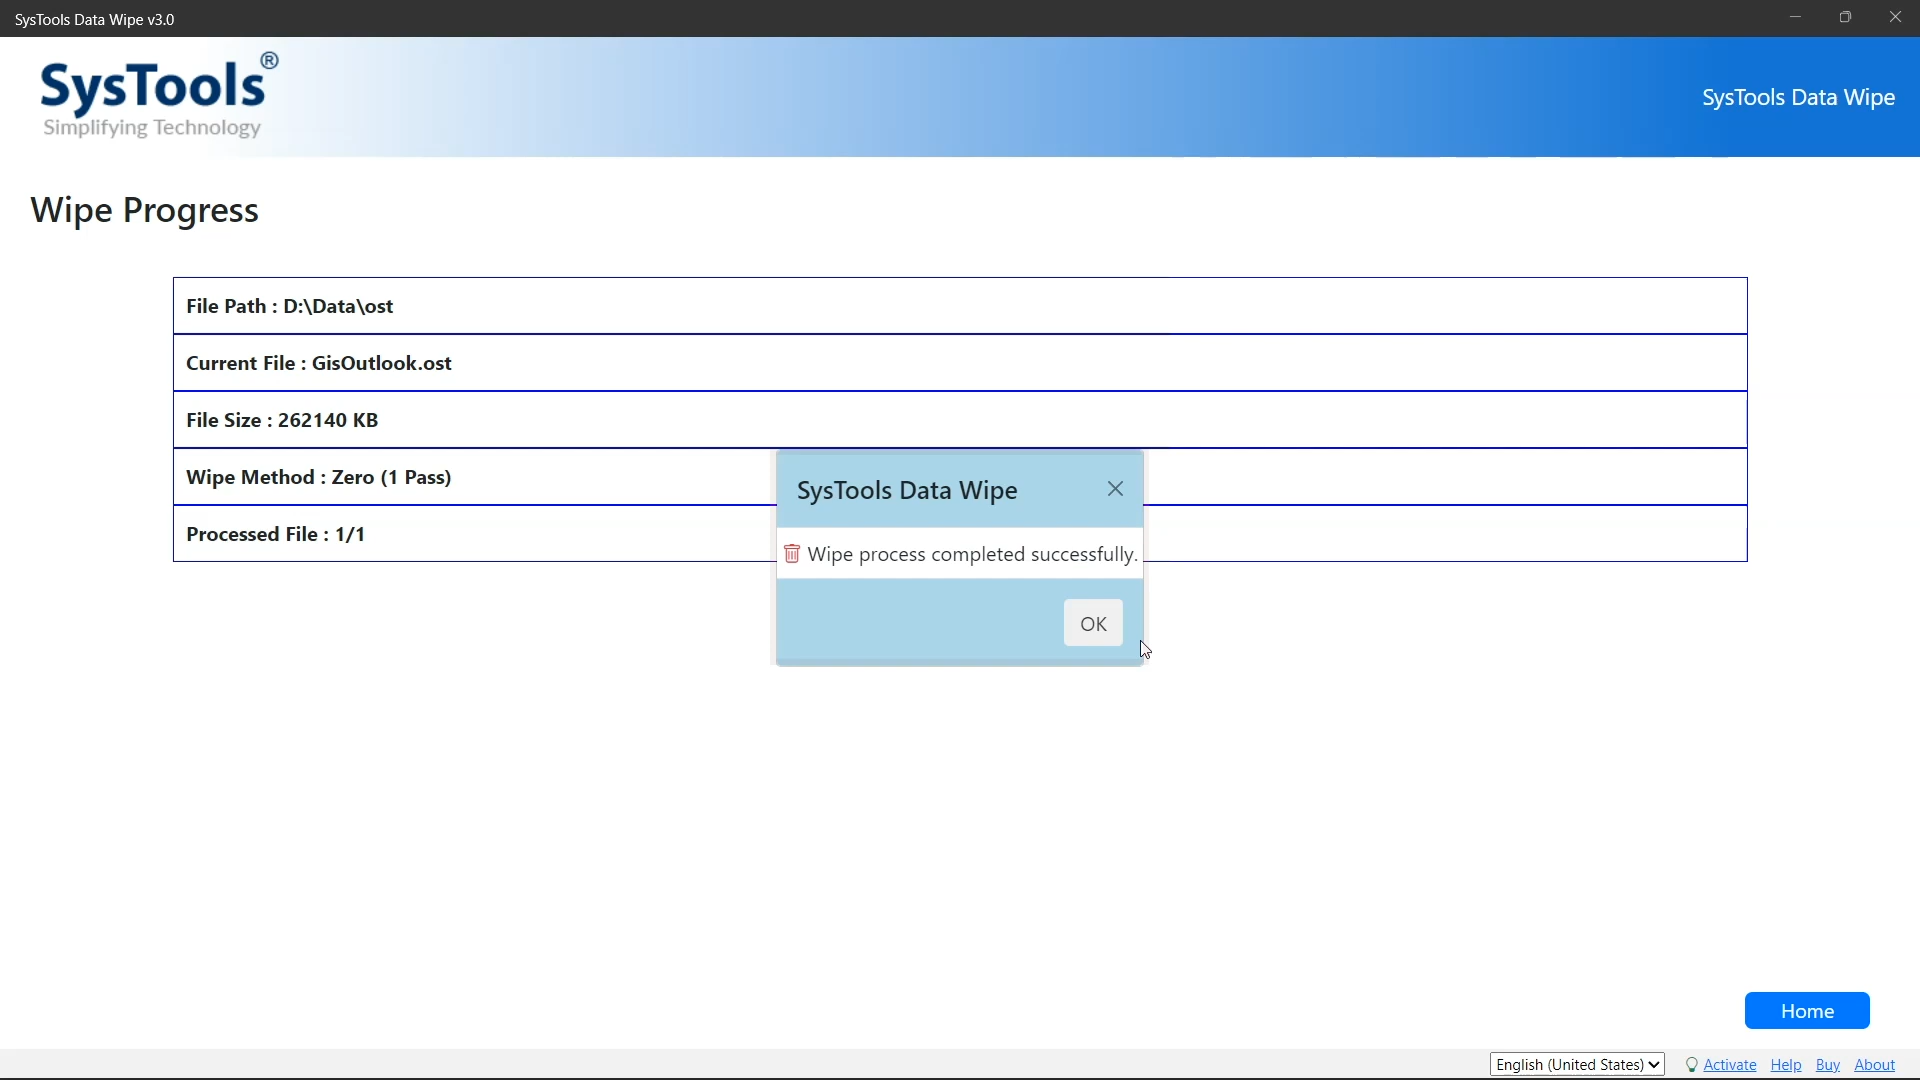 SysTools Data Wipe v3.0
SysTools®
Simplifying Technology
SysTools Data Wipe
Wipe Progress
File Path : D:\Data\ost
Current File : GisOutlook.ost
File Size : 262140 KB
Wipe Method : Zero (1 Pass)
Processed File : 1/1
SysTools Data Wipe
Wipe process completed successfully.
OK
Home
English (United States) Activate Help Buy About